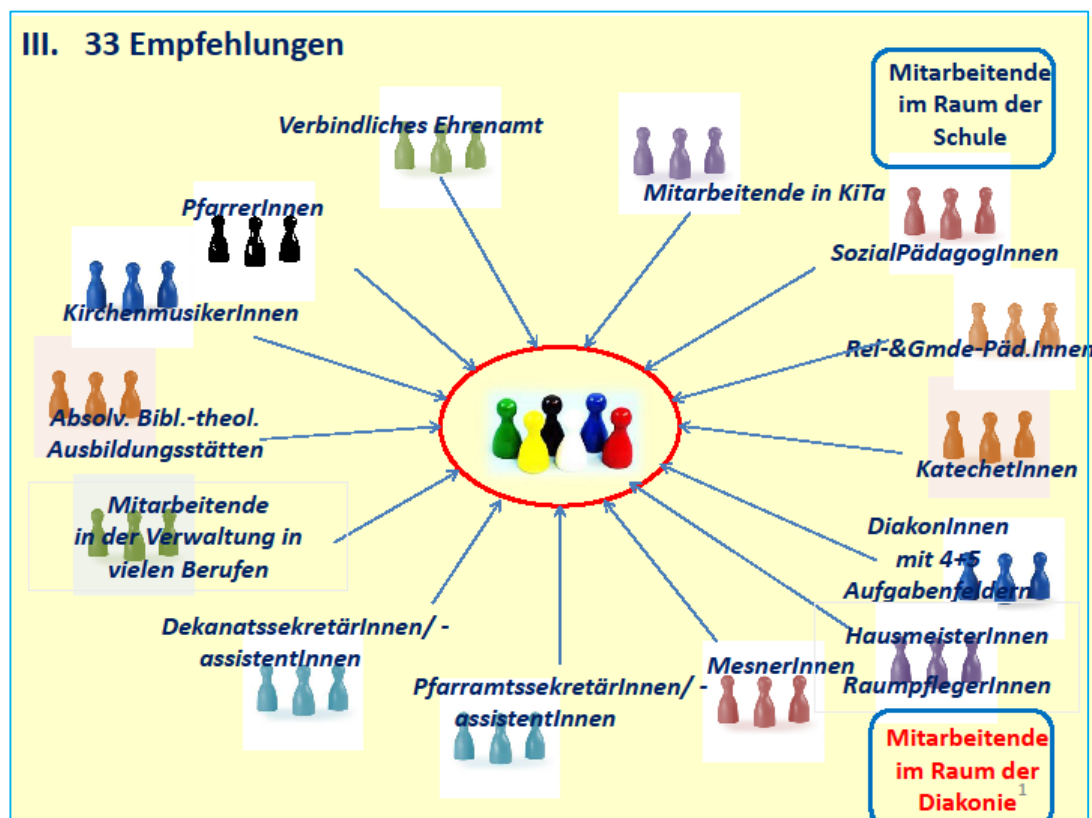 III. 33 Empfehlungen
Mitarbeitende
im Raum der
Schule
Verbindliches Ehrenamt
Mitarbeitende in KiTa
PfarrerInnen
SozialPädagogInnen
KirchenmusikerInnen
Rel-&Gmde-Päd.Innen
Absolv. Bibl.-theol.
Ausbildungsstätten
KatechetInnen
Mitarbeitende
in der Verwaltung in
vielen Berufen
DiakonInnen
mit 4+5
Aufgabenfeldern
DekanatssekretärInnen/ -
assistentInnen
HausmeisterInnen
RaumpflegerInnen
MesnerInnen
PfarramtssekretärInnen/ -
assistentInnen
Mitarbeitende
im Raum der
Diakonie
1